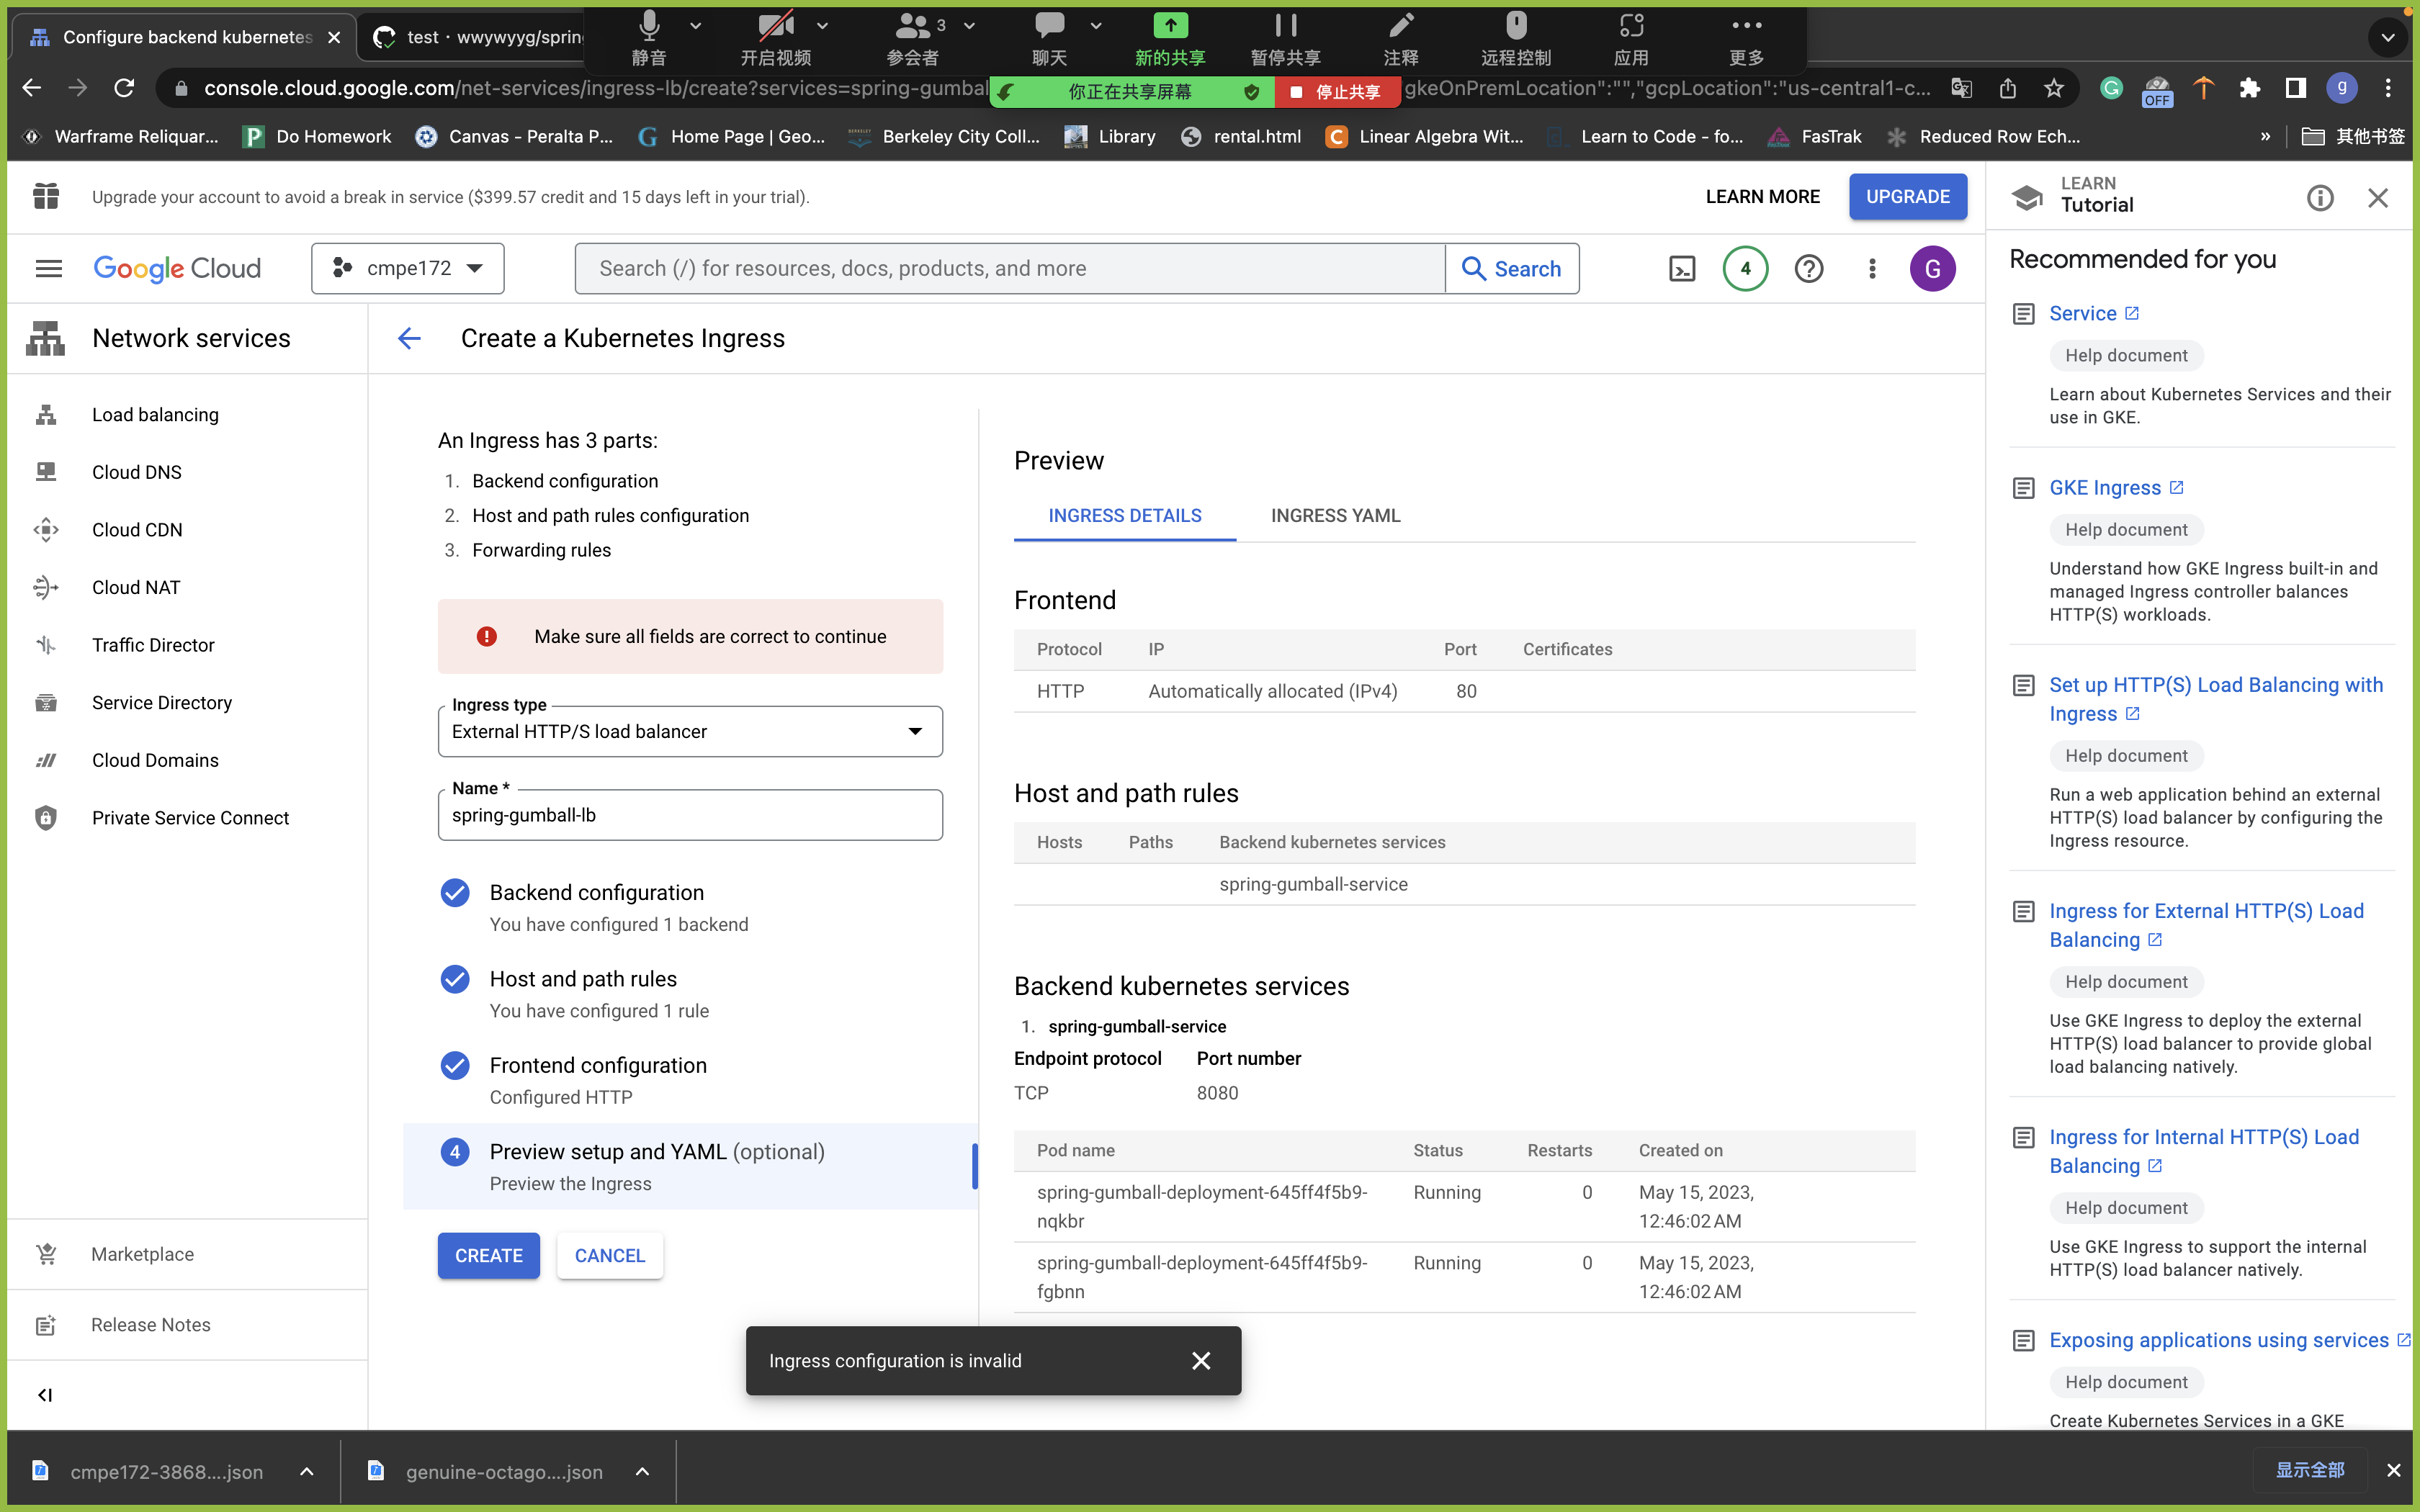 Configure backend kubernetes
test · wwywyyg/spring
静音
开启视频
3
参会者
聊天
新的共享
暂停共享
注释
远程控制
应用
更多
console.cloud.google.com/net-services/ingress-lb/create?services=spring-gumbal
你正在共享屏幕
停止共享
gkeOnPremLocation":"","gcpLocation":"us-central1-c...
OFF
g
Warframe Reliquar...
Do Homework
Canvas - Peralta P...
Home Page | Geo...
Berkeley City Coll...
Library
rental.html
Linear Algebra Wit...
Learn to Code - fo...
FasTrak
Reduced Row Ech...
»
其他书签
Upgrade your account to avoid a break in service ($399.57 credit and 15 days left in your trial).
LEARN MORE
UPGRADE
Google Cloud
cmpe172
Search (/) for resources, docs, products, and more
Search
4
G
Network services
Load balancing
Cloud DNS
Cloud CDN
Cloud NAT
Traffic Director
Service Directory
Cloud Domains
Private Service Connect
Marketplace
Release Notes
Create a Kubernetes Ingress
An Ingress has 3 parts:
1. Backend configuration
2. Host and path rules configuration
3. Forwarding rules
Make sure all fields are correct to continue
Ingress type
External HTTP/S load balancer
Name *
spring-gumball-lb
Backend configuration
You have configured 1 backend
Host and path rules
You have configured 1 rule
Frontend configuration
Configured HTTP
4 Preview setup and YAML (optional)
Preview the Ingress
CREATE
CANCEL
Preview
INGRESS DETAILS
INGRESS YAML
Frontend
Protocol IP Port Certificates
HTTP Automatically allocated (IPv4) 80
Host and path rules
Hosts Paths Backend kubernetes services
spring-gumball-service
Backend kubernetes services
1. spring-gumball-service
Endpoint protocol Port number
TCP 8080
Pod name Status Restarts Created on
spring-gumball-deployment-645ff4f5b9- Running 0 May 15, 2023,
nqkbr 12:46:02 AM
spring-gumball-deployment-645ff4f5b9- Running 0 May 15, 2023,
fgbnn 12:46:02 AM
Ingress configuration is invalid
LEARN
Tutorial
Recommended for you
Service
Help document
Learn about Kubernetes Services and their
use in GKE.
GKE Ingress
Help document
Understand how GKE Ingress built-in and
managed Ingress controller balances
HTTP(S) workloads.
Set up HTTP(S) Load Balancing with
Ingress
Help document
Run a web application behind an external
HTTP(S) load balancer by configuring the
Ingress resource.
Ingress for External HTTP(S) Load
Balancing
Help document
Use GKE Ingress to deploy the external
HTTP(S) load balancer to provide global
load balancing natively.
Ingress for Internal HTTP(S) Load
Balancing
Help document
Use GKE Ingress to support the internal
HTTP(S) load balancer natively.
Exposing applications using services
Help document
Create Kubernetes Services in a GKE
cmpe172-3868....json
genuine-octago....json
显示全部